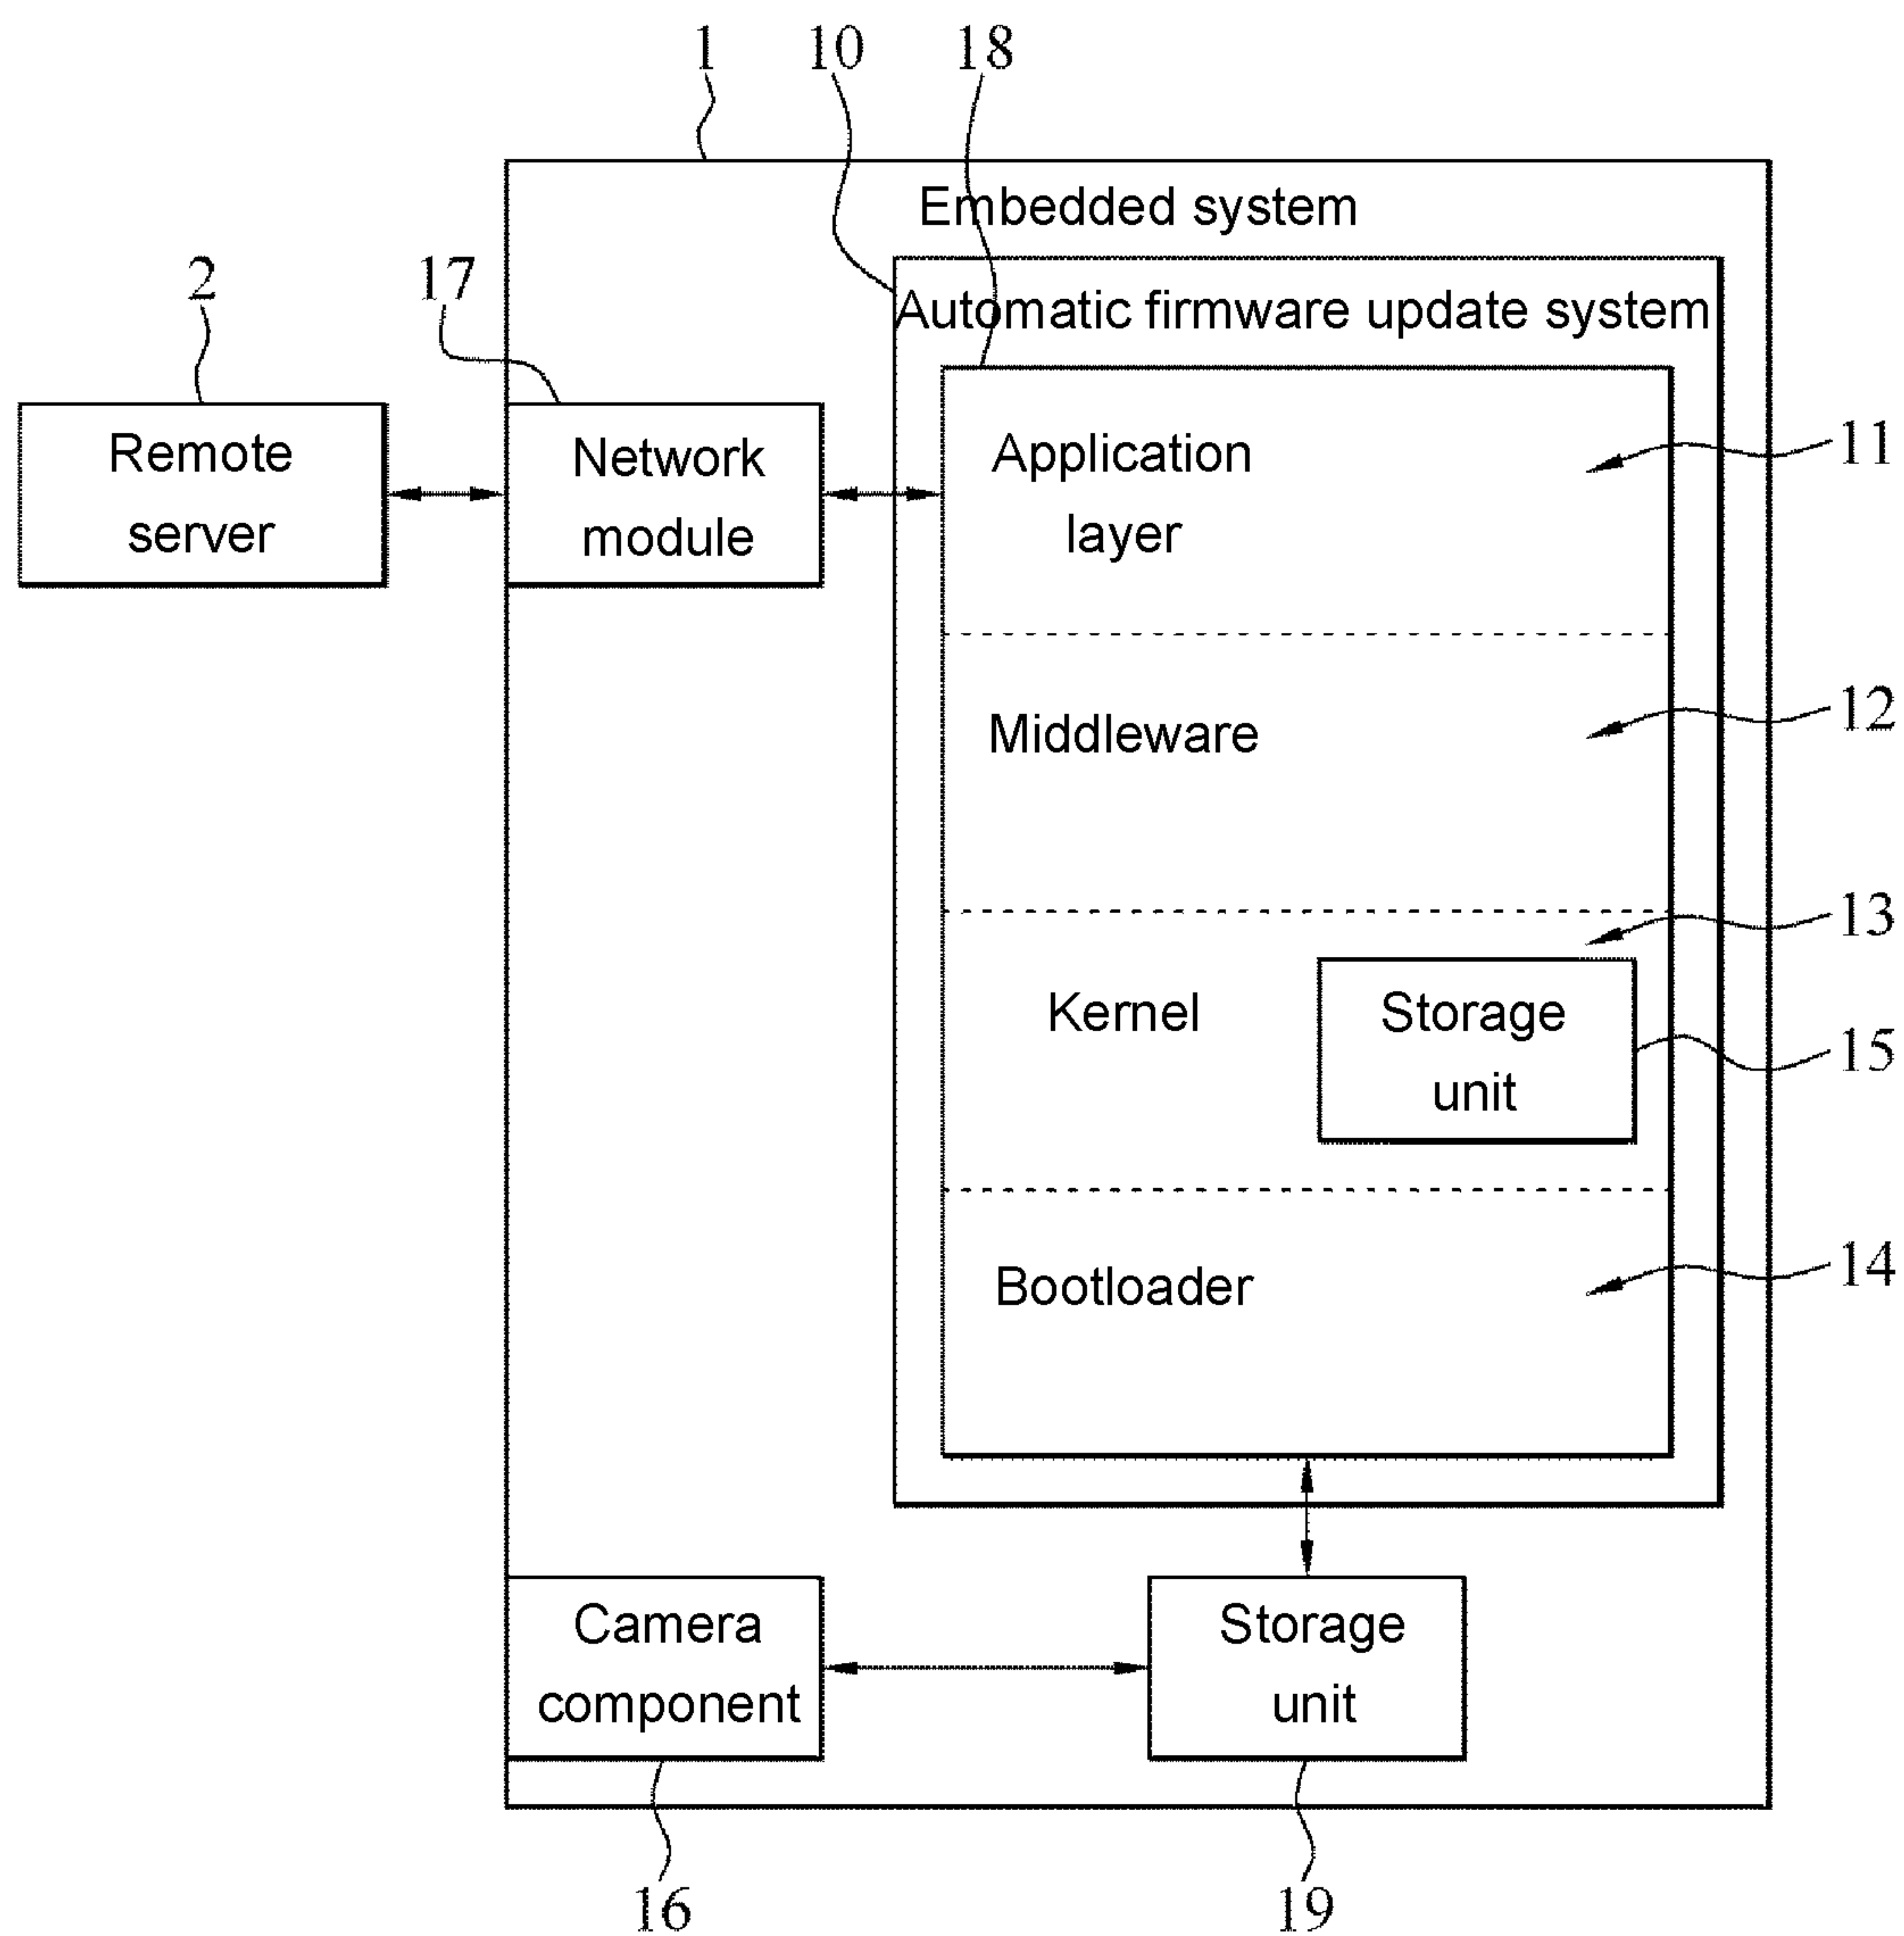 1 10 18
Embedded system
2 17
Automatic firmware update system
Remote
server
Network
module
Application
layer
11
Middleware
12
13
Kernel
Storage
unit
15
Bootloader
14
Camera
component
Storage
unit
16 19